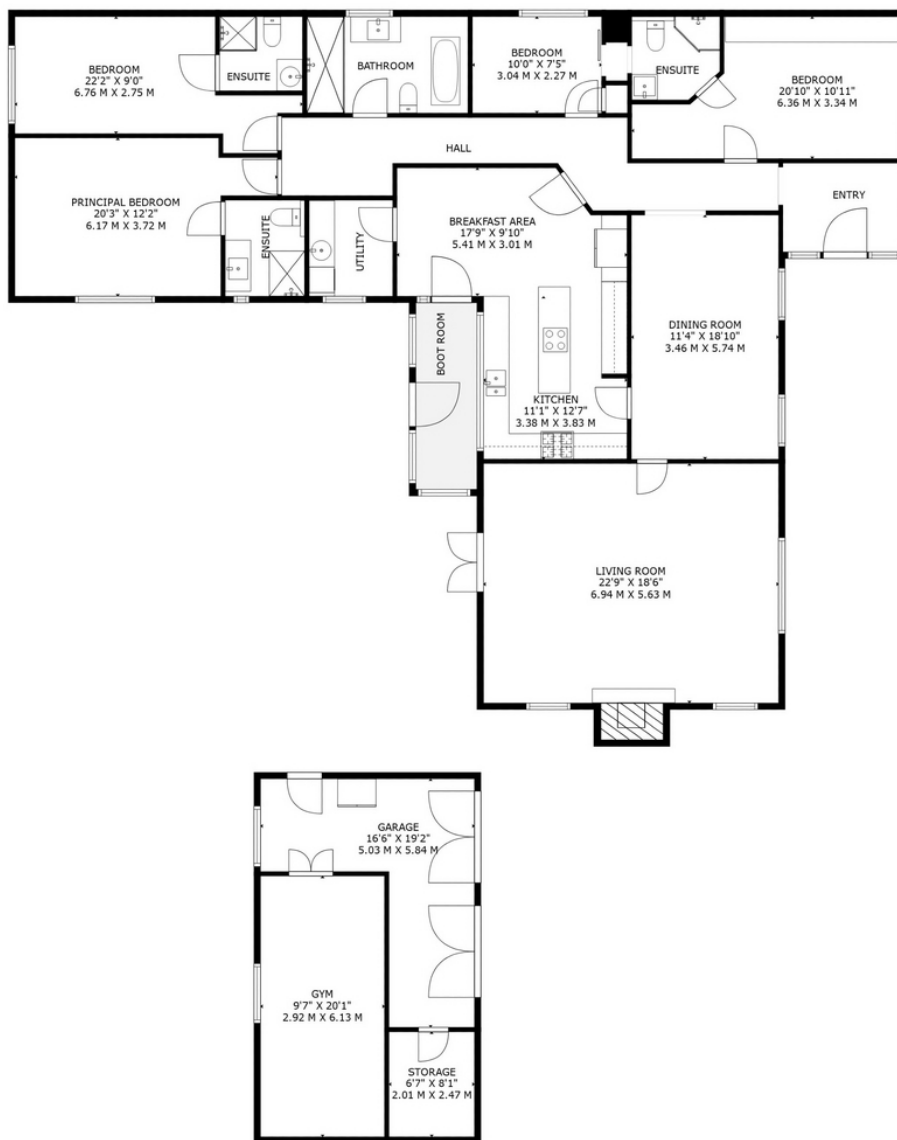 BEDROOM
22'2" X 9'0"
6.76 M X 2.75 M
ENSUITE
BATHROOM
BEDROOM
10'0" X 7'5"
3.04 M X 2.27 M
ENSUITE
BEDROOM
20'10" X 10'11"
6.36 M X 3.34 M
HALL
PRINCIPAL BEDROOM
20'3" X 12'2"
6.17 M X 3.72 M
ENSUITE
UTILITY
BREAKFAST AREA
17'9" X 9'10"
5.41 M X 3.01 M
ENTRY
BOOT ROOM
DINING ROOM
11'4" X 18'10"
3.46 M X 5.74 M
KITCHEN
11'1" X 12'7"
3.38 M X 3.83 M
LIVING ROOM
22'9" X 18'6"
6.94 M X 5.63 M
GARAGE
16'6" X 19'2"
5.03 M X 5.84 M
GYM
9'7" X 20'1"
2.92 M X 6.13 M
STORAGE
6'7" X 8'1"
2.01 M X 2.47 M